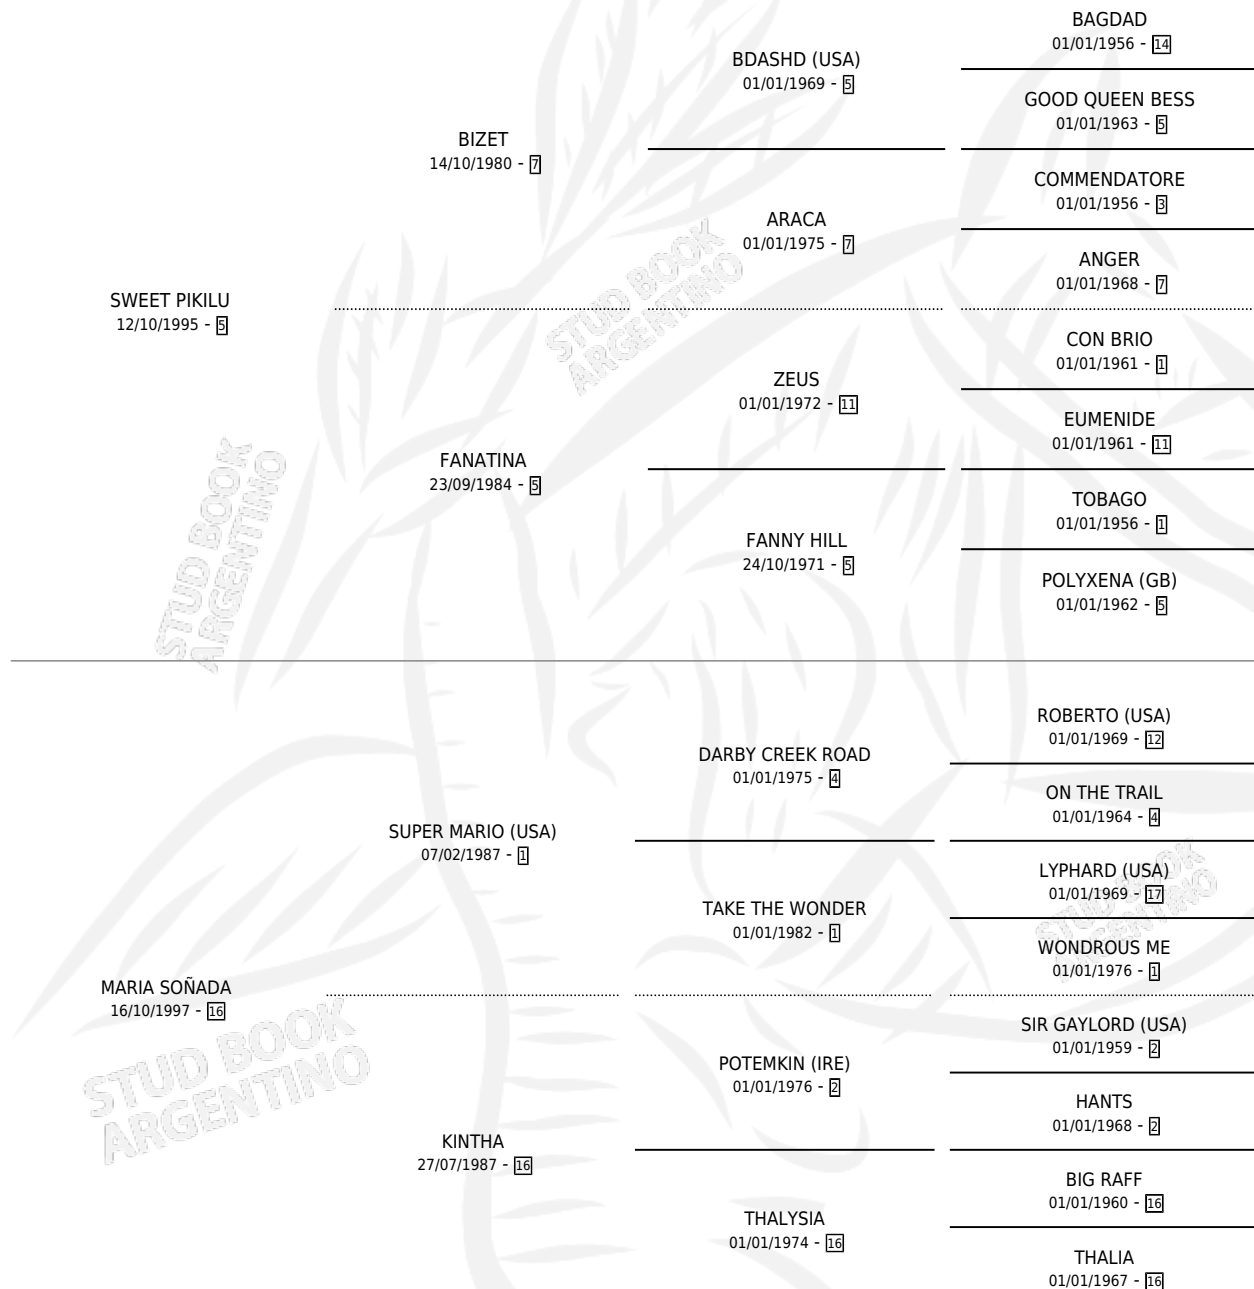 BAGDAD
01/01/1956 - 14
BDASHD (USA)
01/01/1969 - 5
GOOD QUEEN BESS
01/01/1963 - 5
BIZET
14/10/1980 - 7
COMMENDATORE
01/01/1956 - 3
ARACA
01/01/1975 - 7
ANGER
01/01/1968 - 7
SWEET PIKILU
12/10/1995 - 5
CON BRIO
01/01/1961 - 1
ZEUS
01/01/1972 - 11
EUMENIDE
01/01/1961 - 11
FANATINA
23/09/1984 - 5
TOBAGO
01/01/1956 - 1
FANNY HILL
24/10/1971 - 5
POLYXENA (GB)
01/01/1962 - 5
ROBERTO (USA)
01/01/1969 - 12
DARBY CREEK ROAD
01/01/1975 - 4
ON THE TRAIL
01/01/1964 - 4
SUPER MARIO (USA)
07/02/1987 - 1
LYPHARD (USA)
01/01/1969 - 17
TAKE THE WONDER
01/01/1982 - 1
WONDROUS ME
01/01/1976 - 1
MARIA SOÑADA
16/10/1997 - 16
SIR GAYLORD (USA)
01/01/1959 - 2
POTEMKIN (IRE)
01/01/1976 - 2
HANTS
01/01/1968 - 2
KINTHA
27/07/1987 - 16
BIG RAFF
01/01/1960 - 16
THALYSIA
01/01/1974 - 16
THALIA
01/01/1967 - 16
STUD BOOK
ARGENTINO
STUD BOOK
ARGENTINO
STUD BOOK
ARGENTINO
STUD BOOK
ARGENTINO